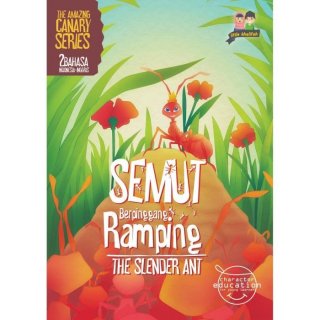 THE AMAZING
CANARY
SERIES
2BAHASA
INDONESIA-INGGRIS
SEMUT
Berpinggang
Ramping
THE SLENDER ANT
character
education